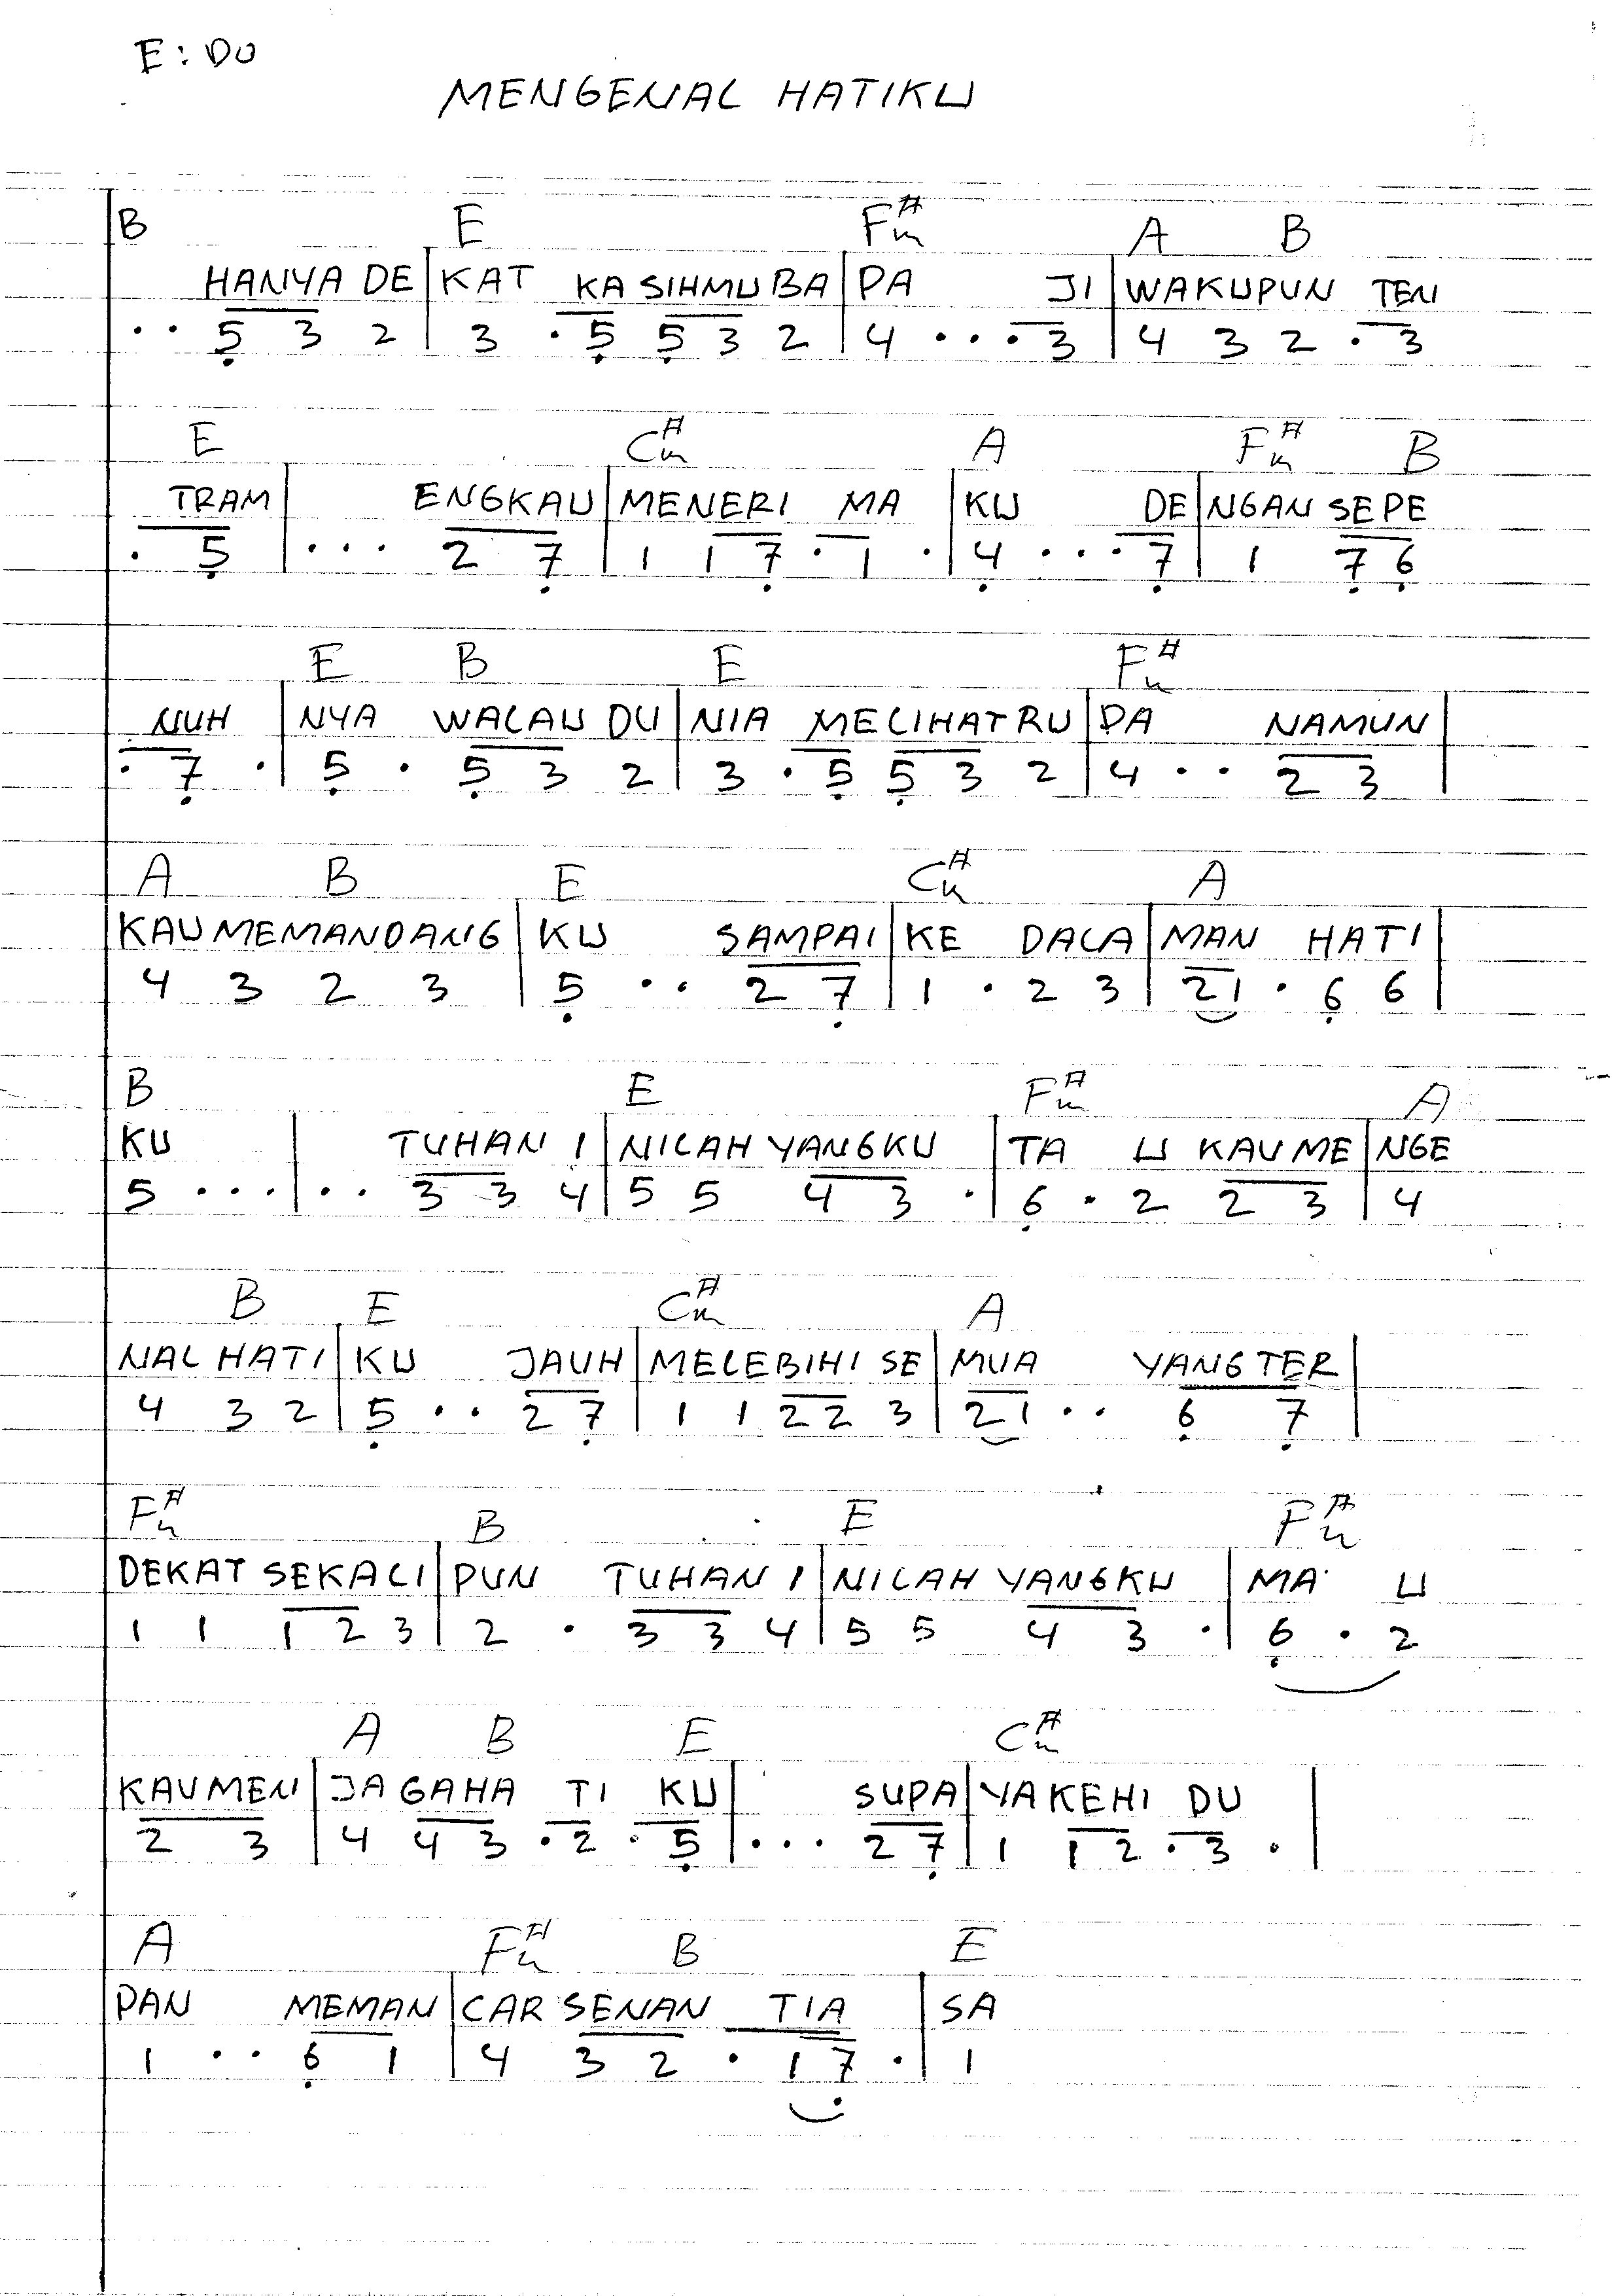 E : DO
MENGENAL HATIKU
B E F#m A B
HANYA DE | KAT KASIHMU BA | PA JI | WAKUPUN TEN
. . 5̣ 3 2 | 3 . 5̣ 5̣ 3 2 | 4 . . . 3 | 4 3 2 . 3
E C#m A F#m B
TRAM | ENGKAU | MENERI MA | KU DE | NGAN SEPE
. 5̣ | . . . 2 7̣ | 1 1 7̣ . 1 . | 4̣ . . . 7̣ | 1 7̣ 6̣
E B E F#m
NUH | NYA WALAU DU | NIA MELIHAT RU | PA NAMUN |
. 7̣ . | 5̣ . 5̣ 3 2 | 3 . 5̣ 5̣ 3 2 | 4 . . 2 3 |
A B E C#m A
KAU MEMANDANG | KU SAMPAI | KE DALA | MAN HATI |
4 3 2 3 | 5̣ . . 2 7̣ | 1 . 2 3 | 21 . 6̣ 6 |
B E F#m A
KU | TUHAN I | NILAH YANGKU | TA U KAU ME | NGE
5 . . . | . . 3 3 4 | 5 5 4 3 . | 6̣ . 2 2 3 | 4
B E C#m A
NAL HATI | KU JAUH | MELEBIHI SE | MUA YANG TER |
4 3 2 | 5̣ . . 2 7̣ | 1 1 2 2 3 | 21 . . 6̣ 7̣ |
F#m B E F#m
DEKAT SEKALI | PUN TUHAN I | NILAH YANGKU | MA U
1 1 1 2 3 | 2 . 3 3 4 | 5 5 4 3 . | 6̣ . 2
A B E C#m
KAU MEN | JAGAHA TI KU | SUPA | YA KEHI DU |
2 3 | 4 4 3 . 2 . 5̣ | . . . 2 7̣ | 1 1 2 . 3 . |
A F#m B E
PAN MEMAN | CAR SENAN TIA | SA
1 . . 6̣ 1 | 4 3 2 . 1 7̣ . | 1